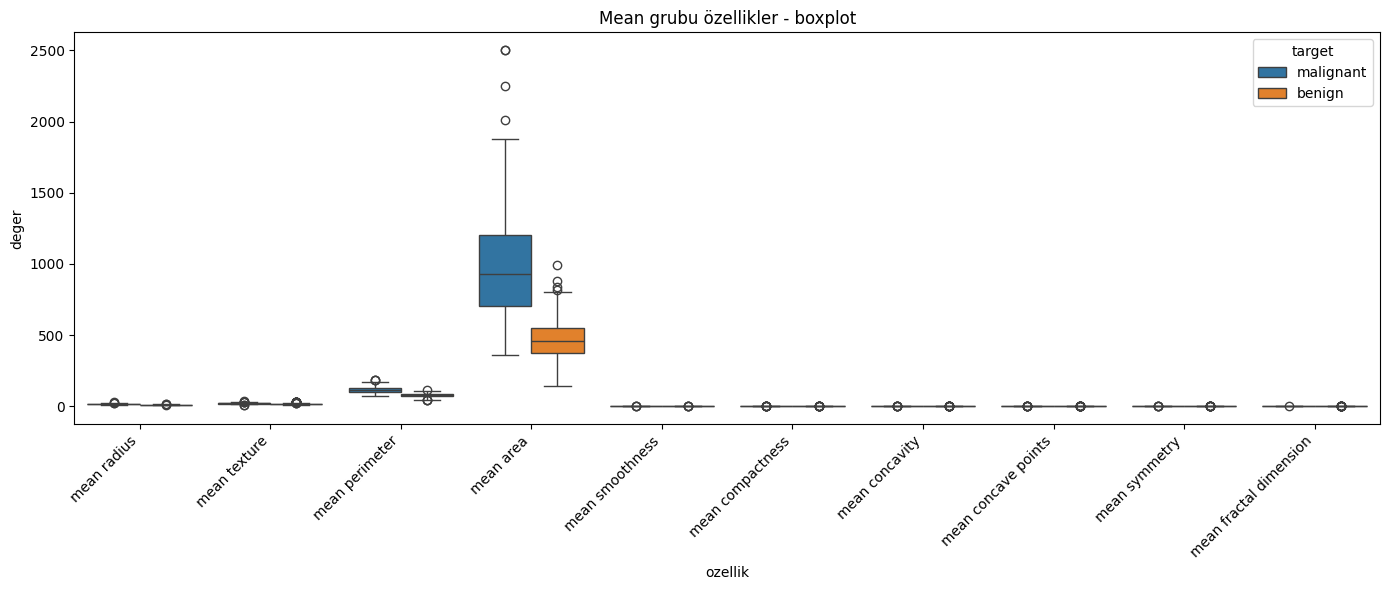 Mean grubu özellikler - boxplot
target
malignant
benign
deger
2500
2000
1500
1000
500
0
mean radius
mean texture
mean perimeter
mean area
mean smoothness
mean compactness
mean concavity
mean concave points
mean symmetry
mean fractal dimension
ozellik